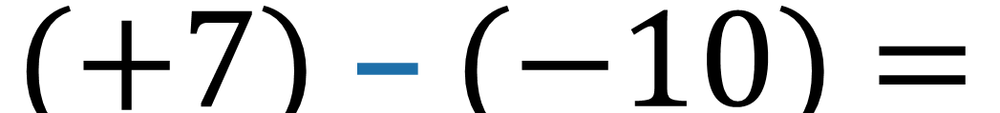 (+7) − (−10) =